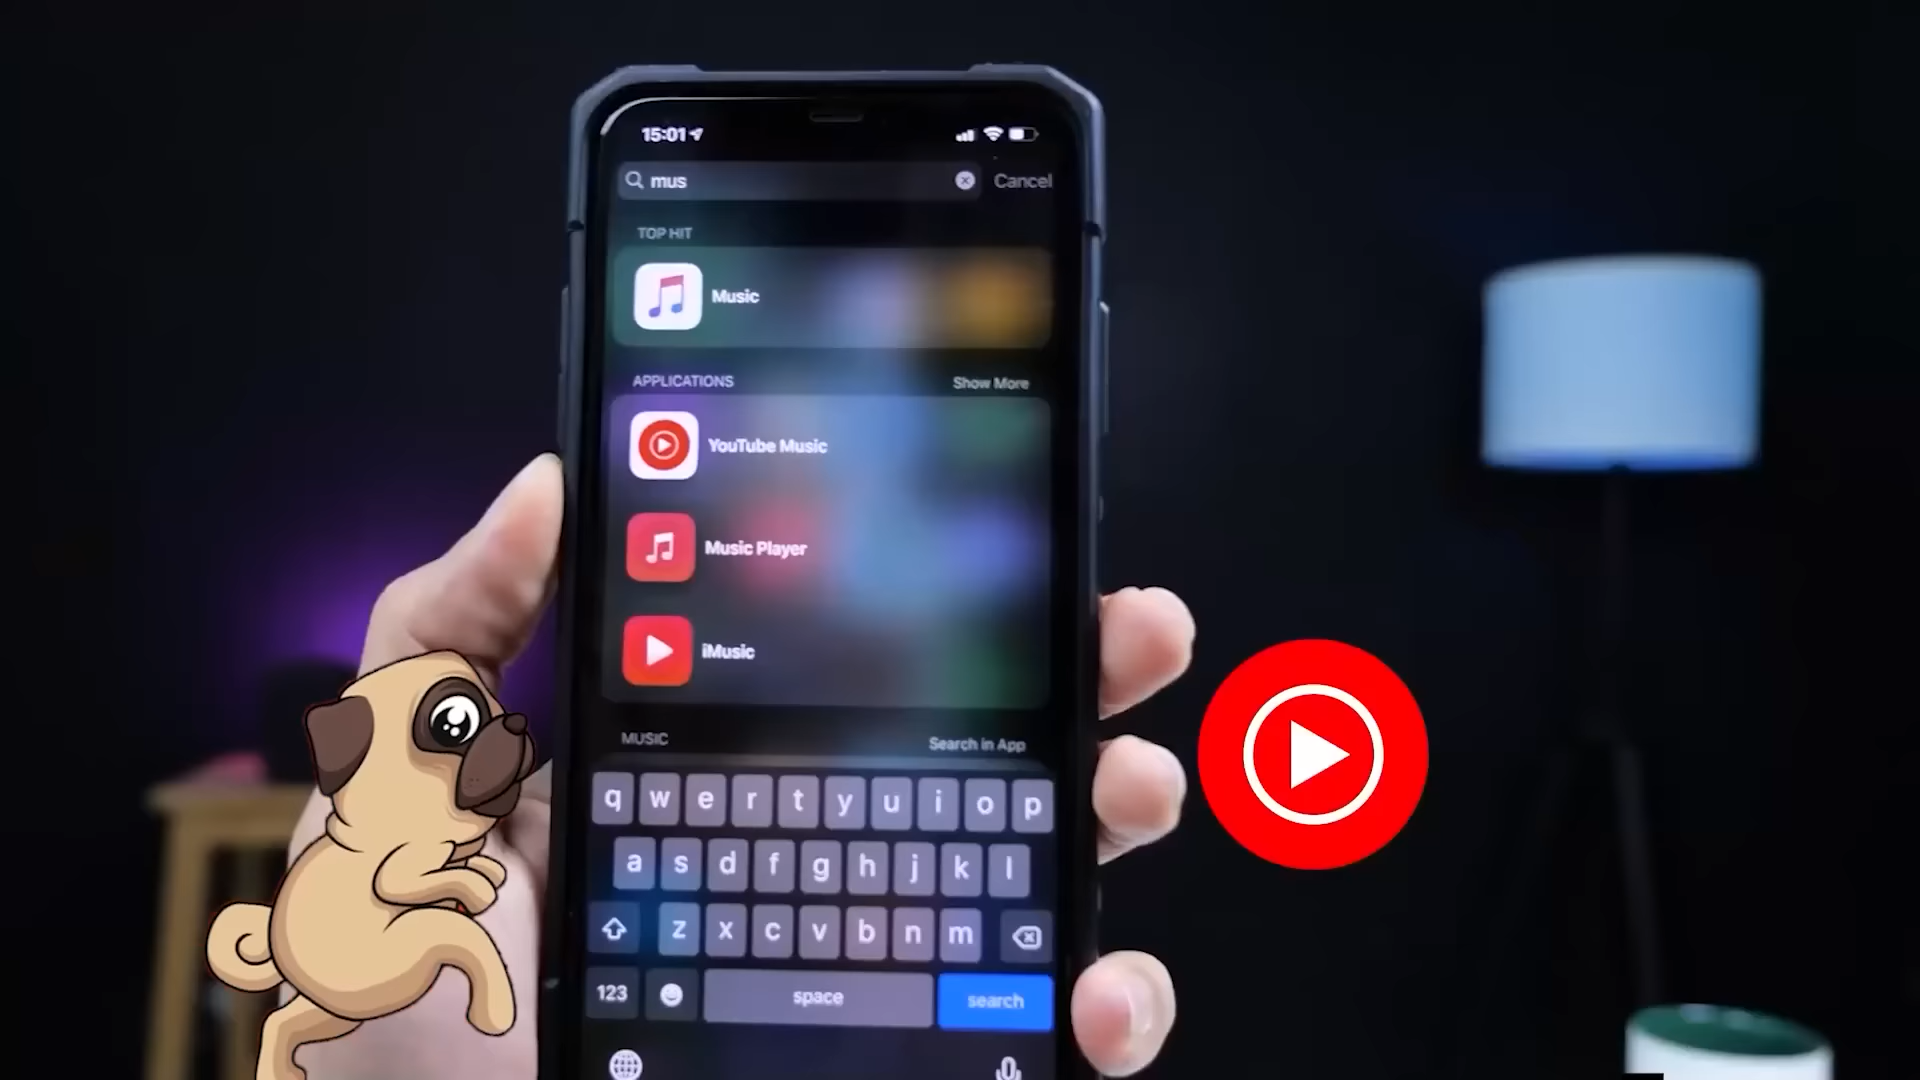 15:01
mus
Cancel
TOP HIT
Music
APPLICATIONS
Show More
YouTube Music
Music Player
iMusic
MUSIC
Search in App
q w e r t y u i o p
a s d f g h j k l
z x c v b n m
123
space
search